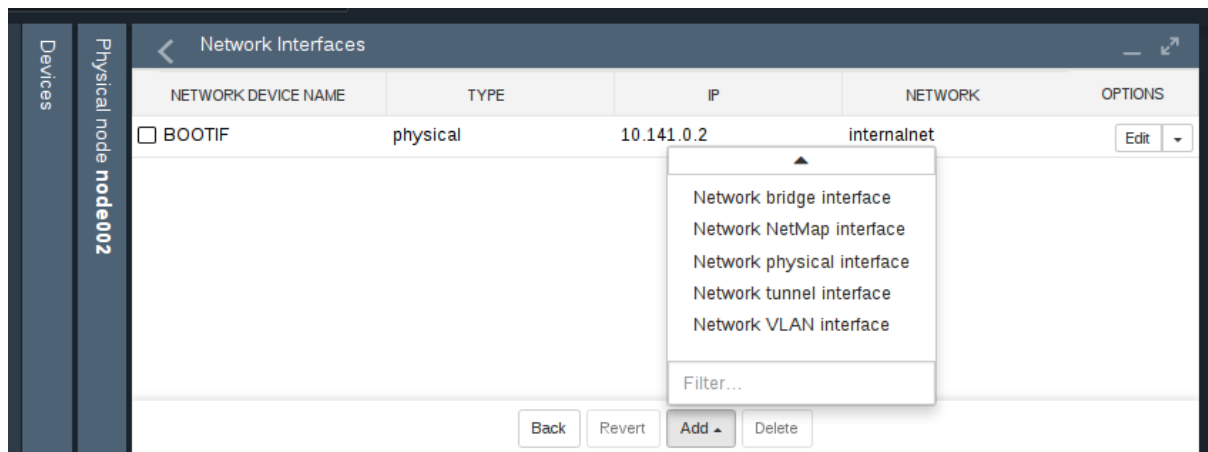 Devices
Physical node node002
Network Interfaces
NETWORK DEVICE NAME TYPE IP NETWORK OPTIONS
BOOTIF physical 10.141.0.2 internalnet Edit
Network bridge interface
Network NetMap interface
Network physical interface
Network tunnel interface
Network VLAN interface
Filter...
Back Revert Add Delete